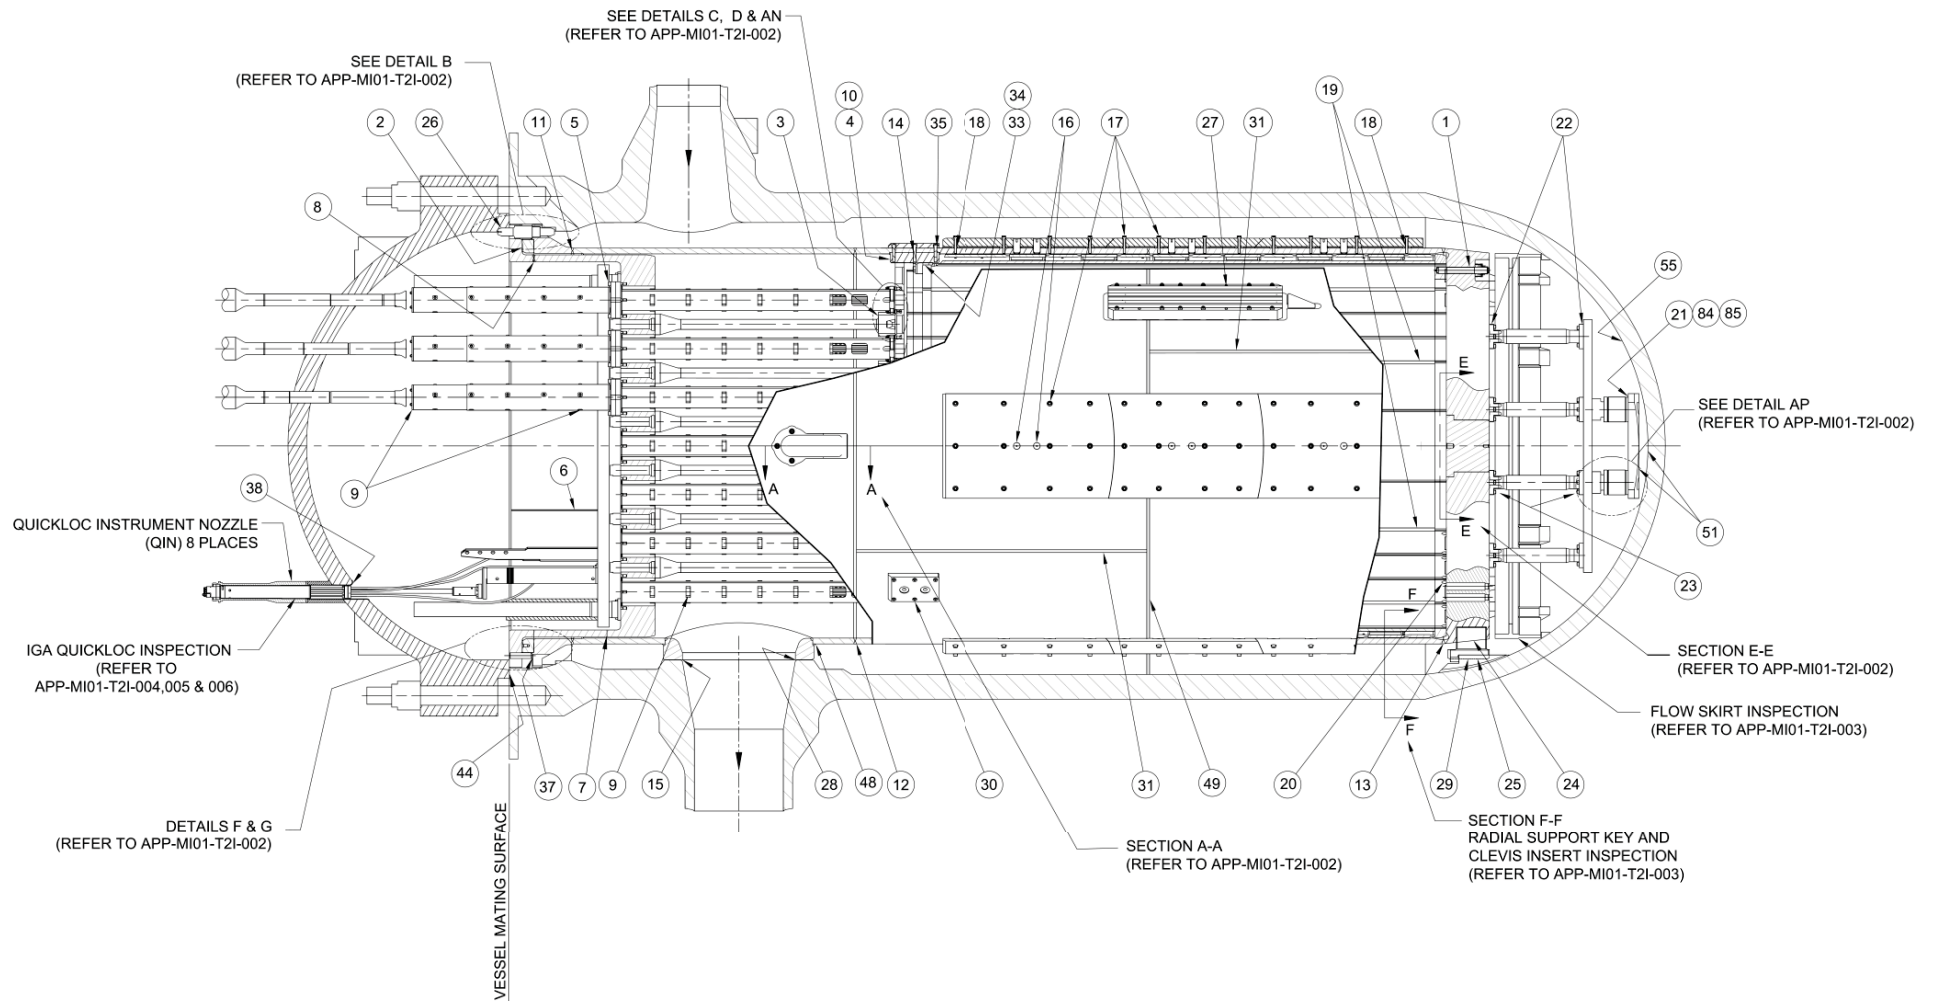 SEE DETAILS C, D & AN
(REFER TO APP-MI01-T2I-002)
SEE DETAIL B
(REFER TO APP-MI01-T2I-002)
10
34
19
2
26
11
5
3
4
14
35
18
33
16
17
27
31
18
1
22
8
55
21
84
85
E
SEE DETAIL AP
(REFER TO APP-MI01-T2I-002)
6
9
38
A
A
E
51
QUICKLOC INSTRUMENT NOZZLE
(QIN) 8 PLACES
23
F
IGA QUICKLOC INSPECTION
(REFER TO
APP-MI01-T2I-004,005 & 006)
SECTION E-E
(REFER TO APP-MI01-T2I-002)
FLOW SKIRT INSPECTION
(REFER TO APP-MI01-T2I-003)
F
44
37
7
9
15
28
48
12
30
31
49
20
13
29
25
24
DETAILS F & G
(REFER TO APP-MI01-T2I-002)
VESSEL MATING SURFACE
SECTION A-A
(REFER TO APP-MI01-T2I-002)
SECTION F-F
RADIAL SUPPORT KEY AND
CLEVIS INSERT INSPECTION
(REFER TO APP-MI01-T2I-003)